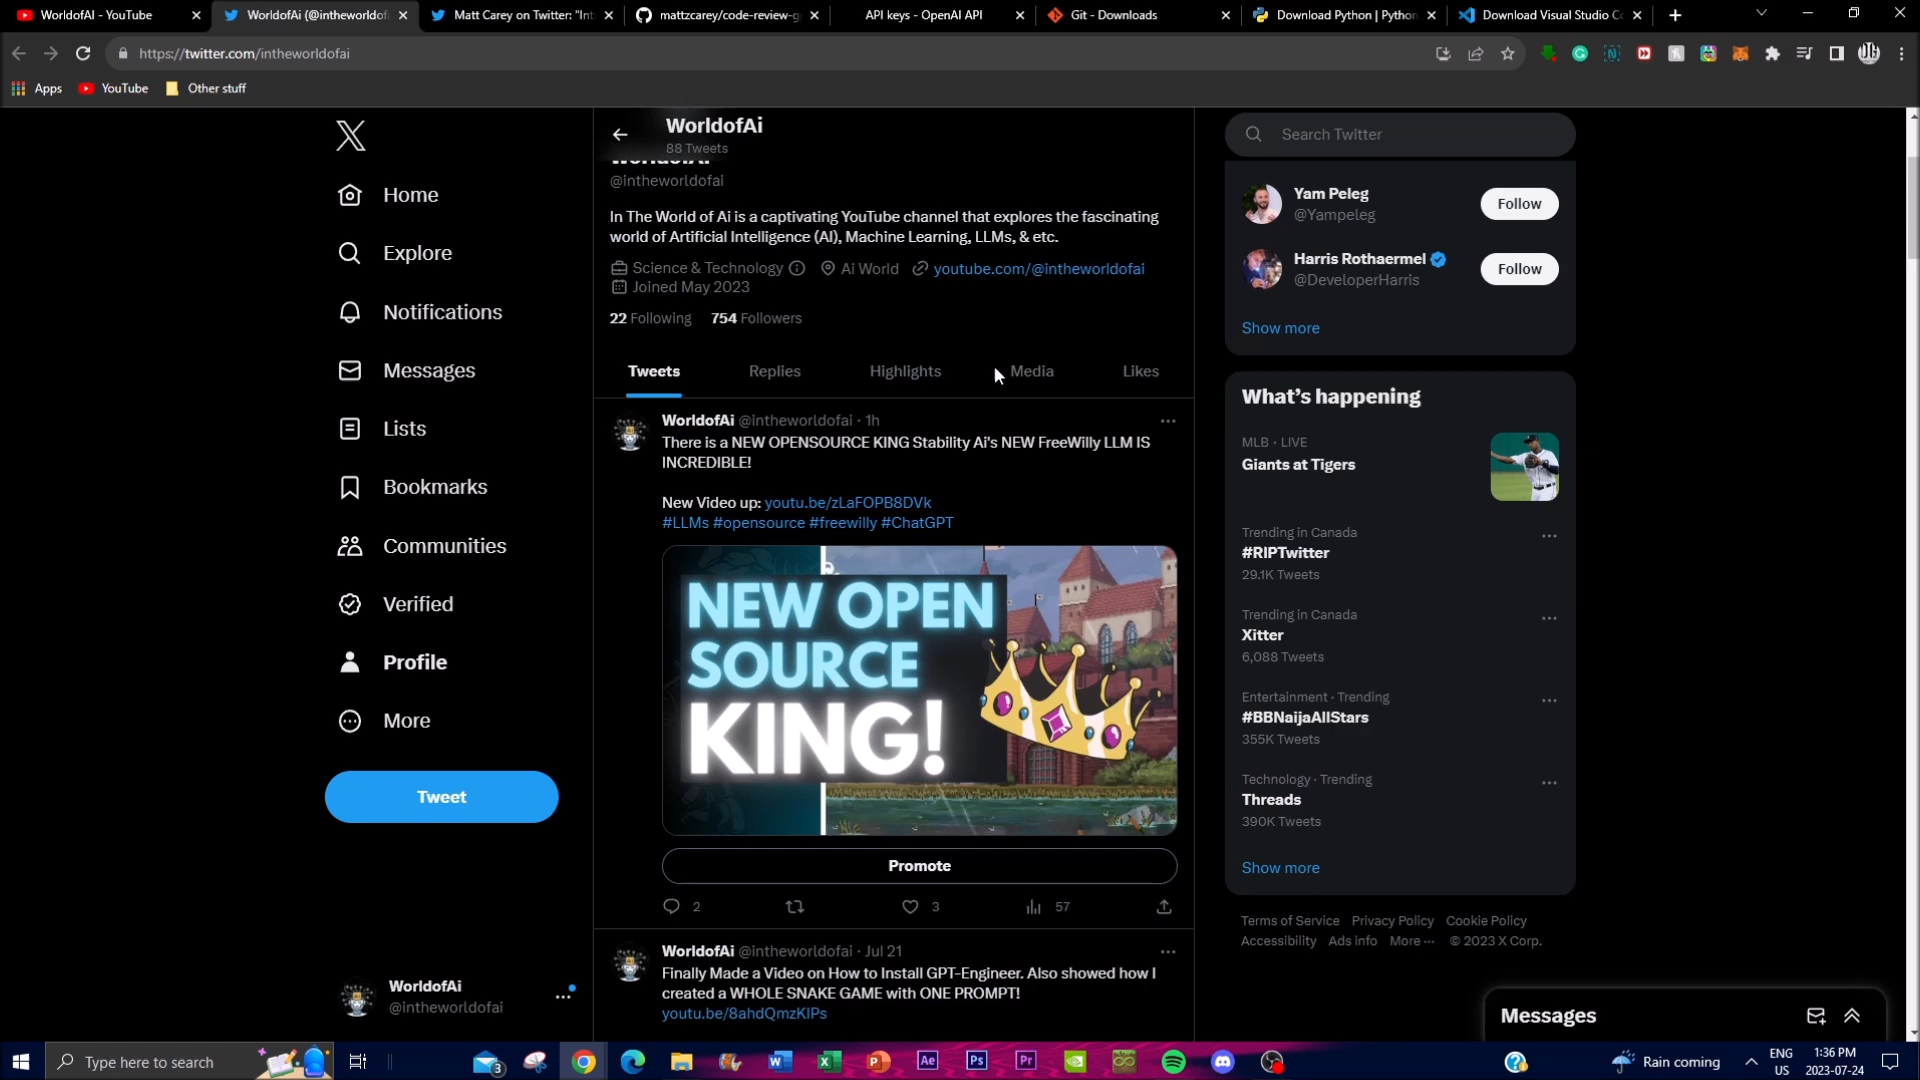 WorldofAI - YouTube
WorldofAi (@intheworldof
Matt Carey on Twitter: "Int
mattzcarey/code-review-g
API keys - OpenAI API
Git - Downloads
Download Python | Python
Download Visual Studio Co
https://twitter.com/intheworldofai
Apps
YouTube
Other stuff
Home
Explore
Notifications
Messages
Lists
Bookmarks
Communities
Verified
Profile
More
Tweet
WorldofAi
@intheworldofai
WorldofAi
88 Tweets
WorldofAi
@intheworldofai
In The World of Ai is a captivating YouTube channel that explores the fascinating
world of Artificial Intelligence (AI), Machine Learning, LLMs, & etc.
Science & Technology Ai World youtube.com/@intheworldofai
Joined May 2023
22 Following 754 Followers
Tweets Replies Highlights Media Likes
WorldofAi @intheworldofai · 1h
There is a NEW OPENSOURCE KING Stability Ai's NEW FreeWilly LLM IS
INCREDIBLE!
New Video up: youtu.be/zLaFOPB8DVk
#LLMs #opensource #freewilly #ChatGPT
NEW OPEN
SOURCE
KING!
Promote
2 3 57
WorldofAi @intheworldofai · Jul 21
Finally Made a Video on How to Install GPT-Engineer. Also showed how I
created a WHOLE SNAKE GAME with ONE PROMPT!
youtu.be/8ahdQmzKlPs
Search Twitter
Yam Peleg
@Yampeleg
Follow
Harris Rothaermel
@DeveloperHarris
Follow
Show more
What's happening
MLB · LIVE
Giants at Tigers
Trending in Canada
#RIPTwitter
29.1K Tweets
Trending in Canada
Xitter
6,088 Tweets
Entertainment · Trending
#BBNaijaAllStars
355K Tweets
Technology · Trending
Threads
390K Tweets
Show more
Terms of Service Privacy Policy Cookie Policy
Accessibility Ads info More ··· © 2023 X Corp.
Messages
Type here to search
3
Ae
Ps
Pr
Rain coming
ENG
US
1:36 PM
2023-07-24